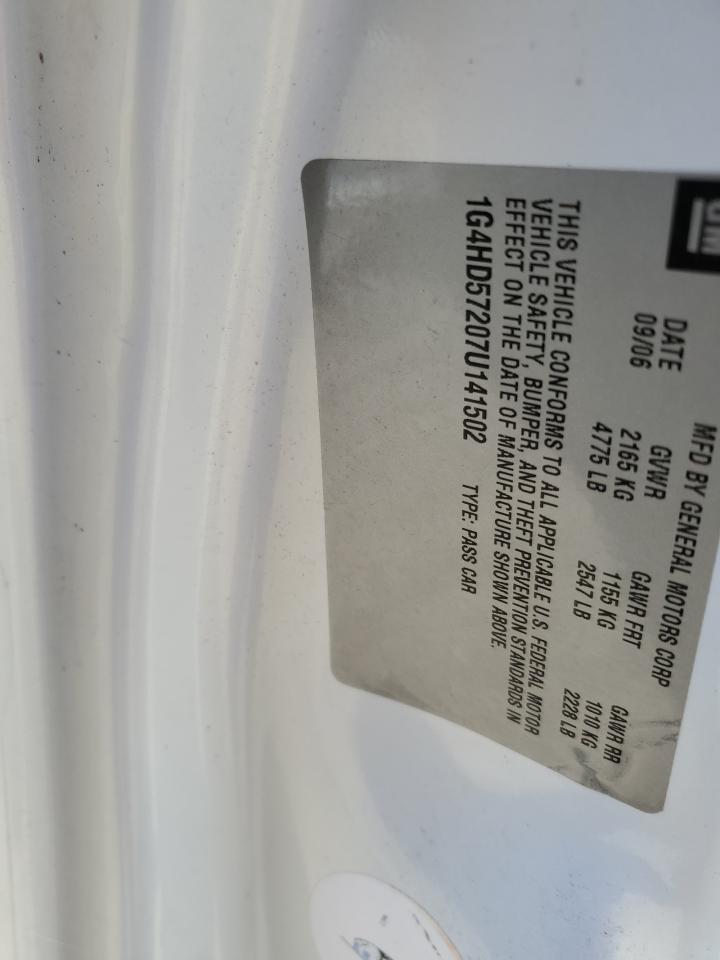 GM
MFD BY GENERAL MOTORS CORP
DATE GVWR GAWR FRT GAWR RR
09/06 2165 KG 1155 KG 1010 KG
4775 LB 2547 LB 2228 LB
THIS VEHICLE CONFORMS TO ALL APPLICABLE U.S. FEDERAL MOTOR
VEHICLE SAFETY, BUMPER, AND THEFT PREVENTION STANDARDS IN
EFFECT ON THE DATE OF MANUFACTURE SHOWN ABOVE.
1G4HD57207U141502 TYPE: PASS CAR